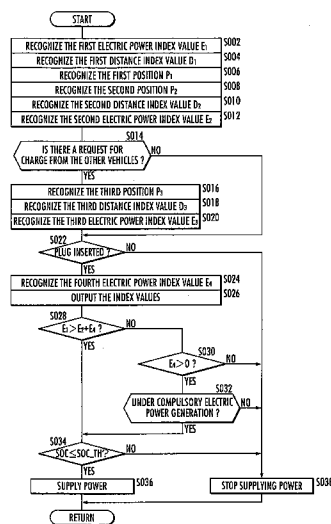 START
RECOGNIZE THE FIRST ELECTRIC POWER INDEX VALUE E₁ S002
RECOGNIZE THE FIRST DISTANCE INDEX VALUE D₁ S004
RECOGNIZE THE FIRST POSITION P₁ S006
RECOGNIZE THE SECOND POSITION P₂ S008
RECOGNIZE THE SECOND DISTANCE INDEX VALUE D₂ S010
RECOGNIZE THE SECOND ELECTRIC POWER INDEX VALUE E₂ S012
S014
IS THERE A REQUEST FOR
CHARGE FROM THE OTHER VEHICLES ? NO
YES
RECOGNIZE THE THIRD POSITION P₃ S016
RECOGNIZE THE THIRD DISTANCE INDEX VALUE D₃ S018
RECOGNIZE THE THIRD ELECTRIC POWER INDEX VALUE E₃ S020
S022
PLUG INSERTED ? NO
YES
RECOGNIZE THE FOURTH ELECTRIC POWER INDEX VALUE E₄ S024
OUTPUT THE INDEX VALUES S026
S028
E₁>E₂+E₄ ? NO
YES
S030
E₄>0 ? NO
YES
S032
UNDER COMPULSORY ELECTRIC
POWER GENERATION ? NO
YES
S034
SOC≦SOC_TH ? NO
YES
SUPPLY POWER S036
STOP SUPPLYING POWER S038
RETURN